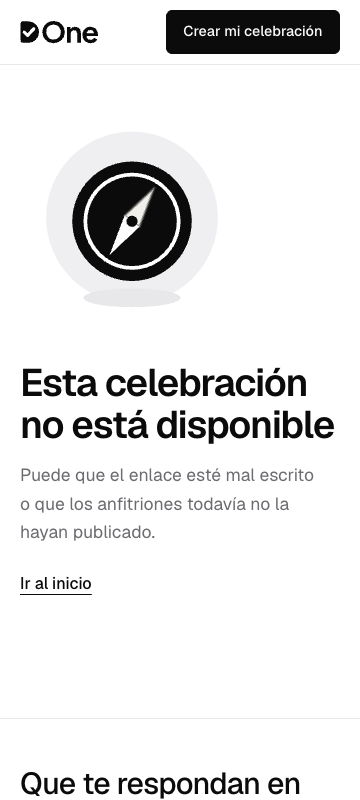 One
Crear mi celebración
Esta celebración
no está disponible
Puede que el enlace esté mal escrito
o que los anfitriones todavía no la
hayan publicado.
Ir al inicio
Que te respondan en